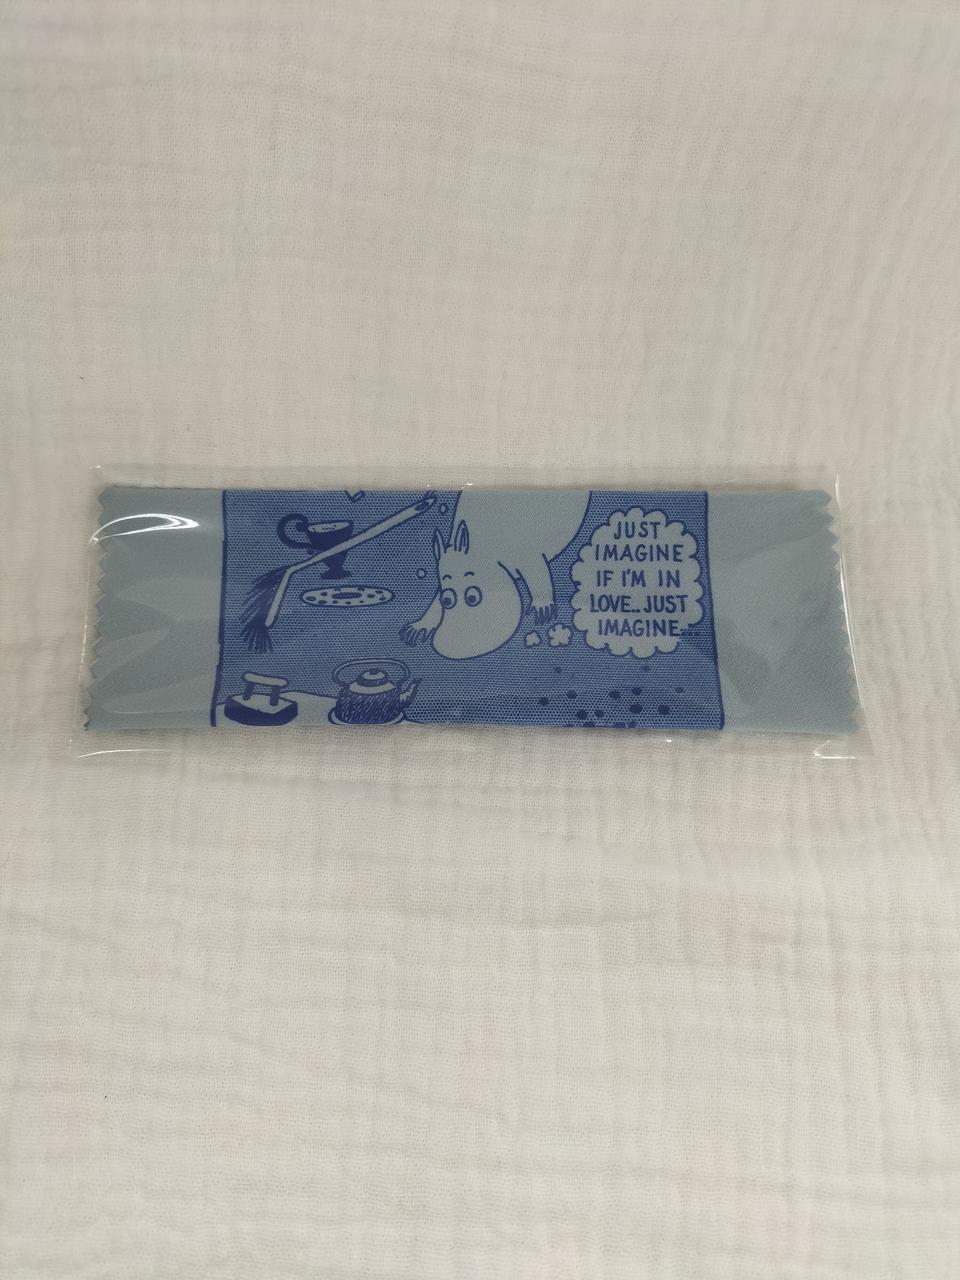 JUST
IMAGINE
IF I'M IN
LOVE.. JUST
IMAGINE...